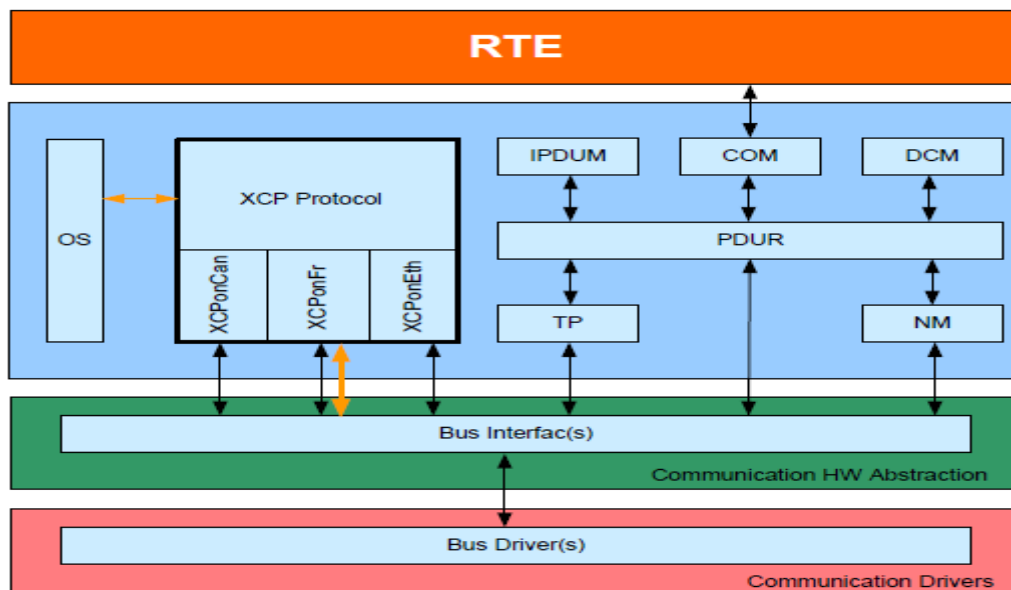 RTE
IPDUM
COM
DCM
XCP Protocol
OS
PDUR
XCPonCan
XCPonFr
XCPonEth
TP
NM
Bus Interfac(s)
Communication HW Abstraction
Bus Driver(s)
Communication Drivers